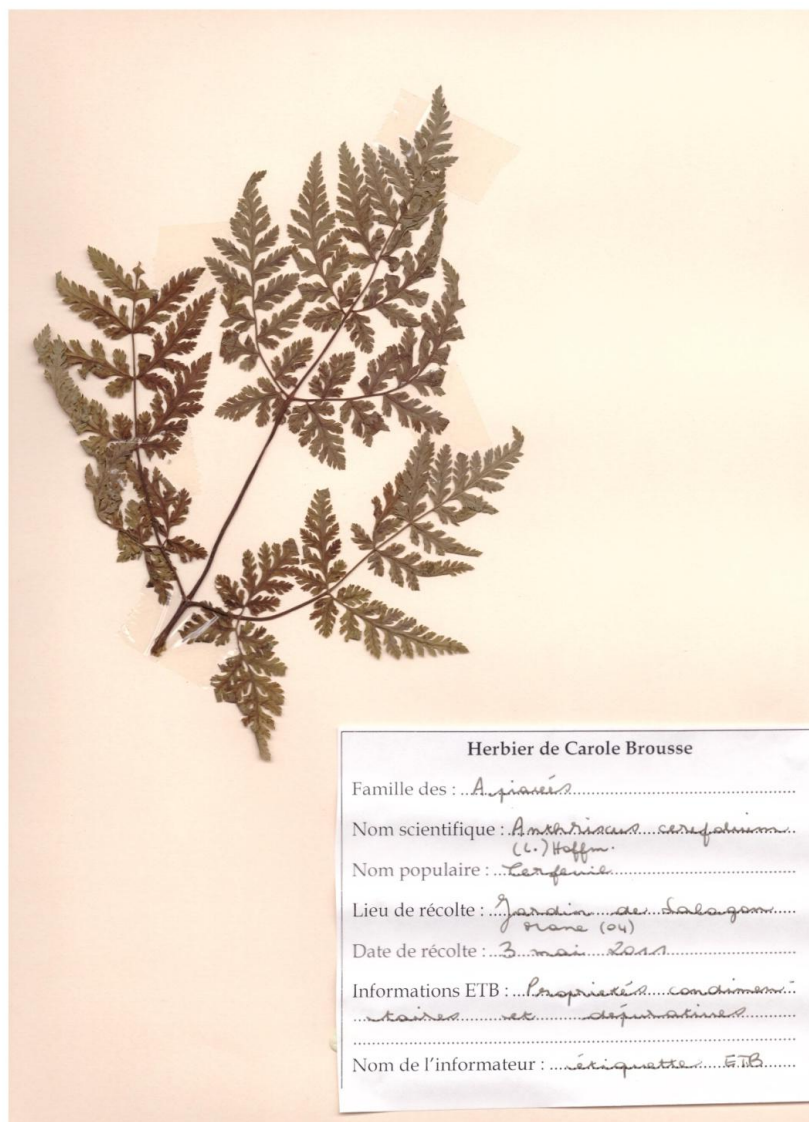 Herbier de Carole Brousse
Famille des : Apiacées
Nom scientifique : Anthriscus cerefolium
(L.) Hoffm.
Nom populaire : Cerfeuil
Lieu de récolte : Jardin de Salagon
Mane (04)
Date de récolte : 3 mai 2011
Informations ETB : Propriétés condimen-
taires et dépuratives
Nom de l'informateur : étiquette ETB